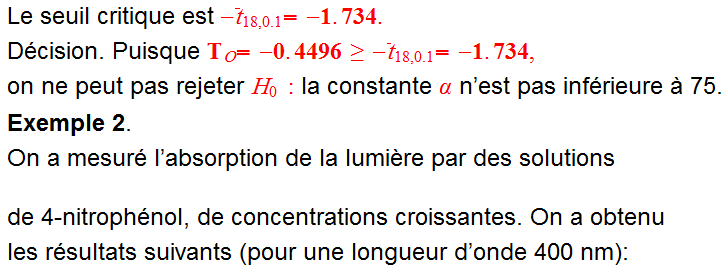 Le seuil critique est −t̄18,0.1= −1.734.
Décision. Puisque TO= −0.4496 ≥ −t̄18,0.1= −1.734,
on ne peut pas rejeter H0 : la constante α n’est pas inférieure à 75.
Exemple 2.
On a mesuré l’absorption de la lumière par des solutions
de 4-nitrophénol, de concentrations croissantes. On a obtenu
les résultats suivants (pour une longueur d’onde 400 nm):